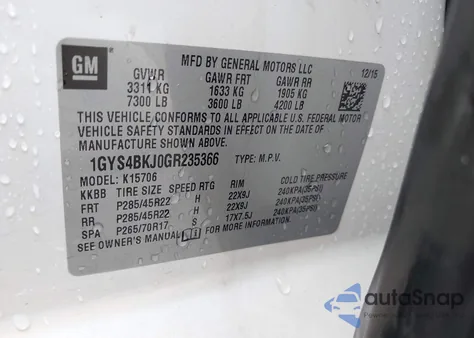 GM
MFD BY GENERAL MOTORS LLC 12/15
GVWR GAWR FRT GAWR RR
3311 KG 1633 KG 1905 KG
7300 LB 3600 LB 4200 LB
THIS VEHICLE CONFORMS TO ALL APPLICABLE U.S. FEDERAL MOTOR
VEHICLE SAFETY STANDARDS IN EFFECT ON THE DATE OF
MANUFACTURE SHOWN ABOVE.
1GYS4BKJ0GR235366 TYPE: M.P.V.
MODEL: K15706
KKBB TIRE SIZE SPEED RTG RIM COLD TIRE PRESSURE
FRT P285/45R22 H 22X9J 240KPA(35PSI)
RR P285/45R22 H 22X9J 240KPA(35PSI)
SPA P265/70R17 17X7.5J 240KPA(35PSI)
SEE OWNER'S MANUAL FOR MORE INFORMATION.
autoSnap
POWERED BY